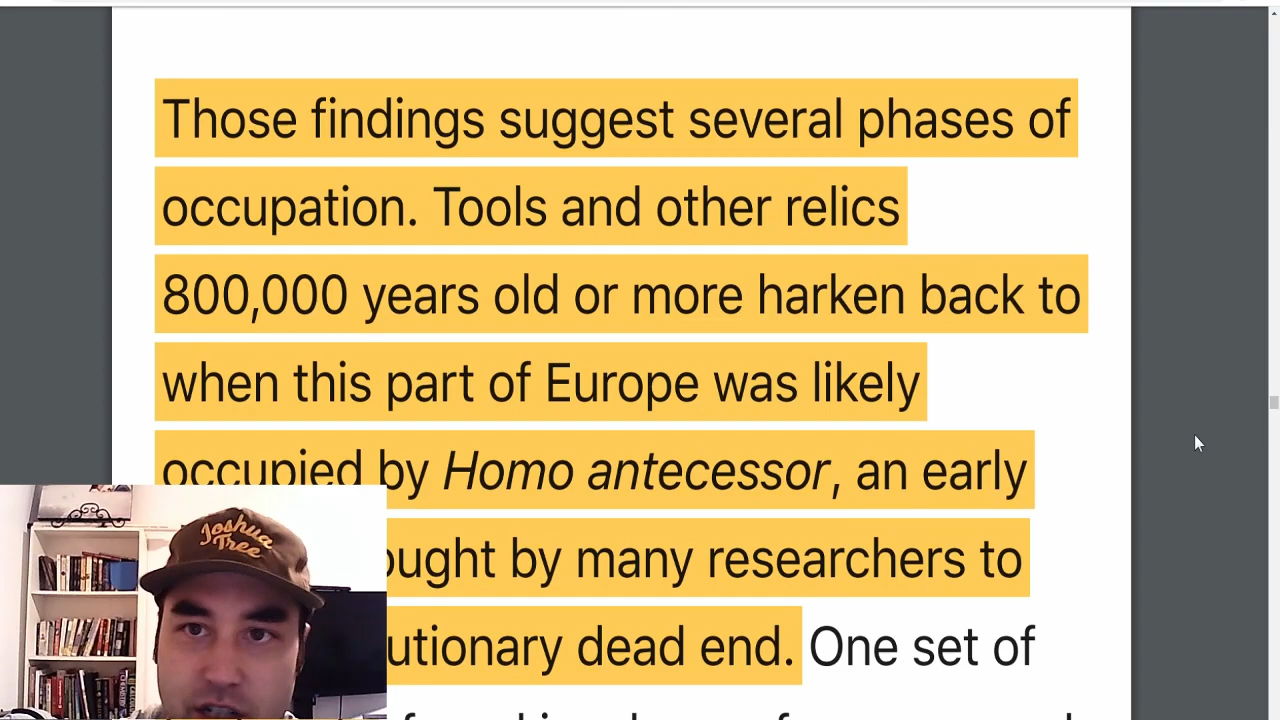 Those findings suggest several phases of
occupation. Tools and other relics
800,000 years old or more harken back to
when this part of Europe was likely
occupied by Homo antecessor, an early
ought by many researchers to
utionary dead end. One set of
Joshua
Tree